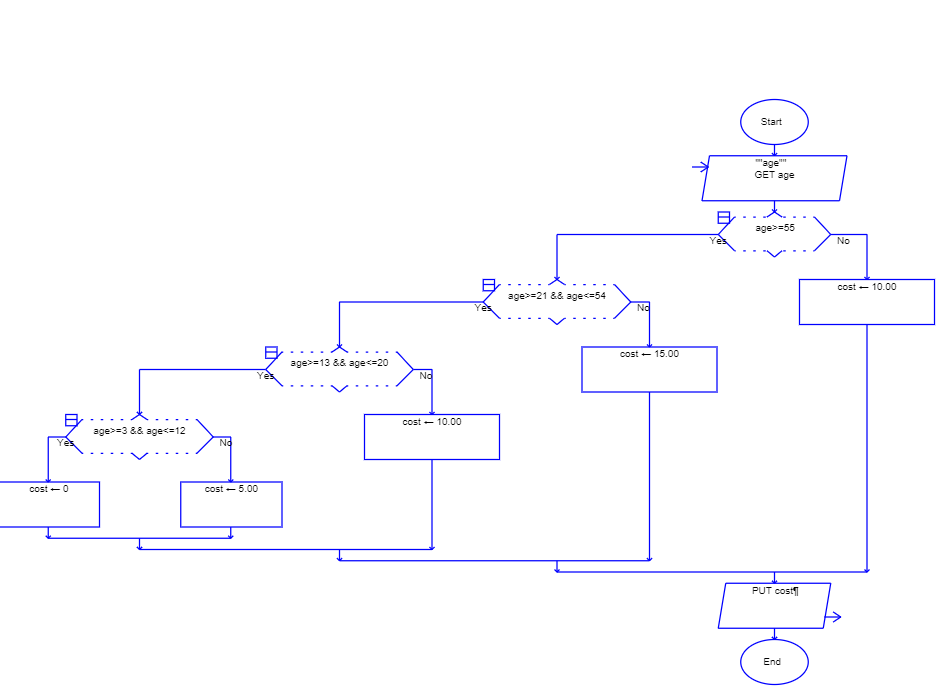 Start
""age""
GET age
age>=55
Yes
No
cost ← 10.00
age>=21 && age<=54
Yes
No
cost ← 15.00
age>=13 && age<=20
Yes
No
cost ← 10.00
age>=3 && age<=12
Yes
No
cost ← 0
cost ← 5.00
PUT cost¶
End